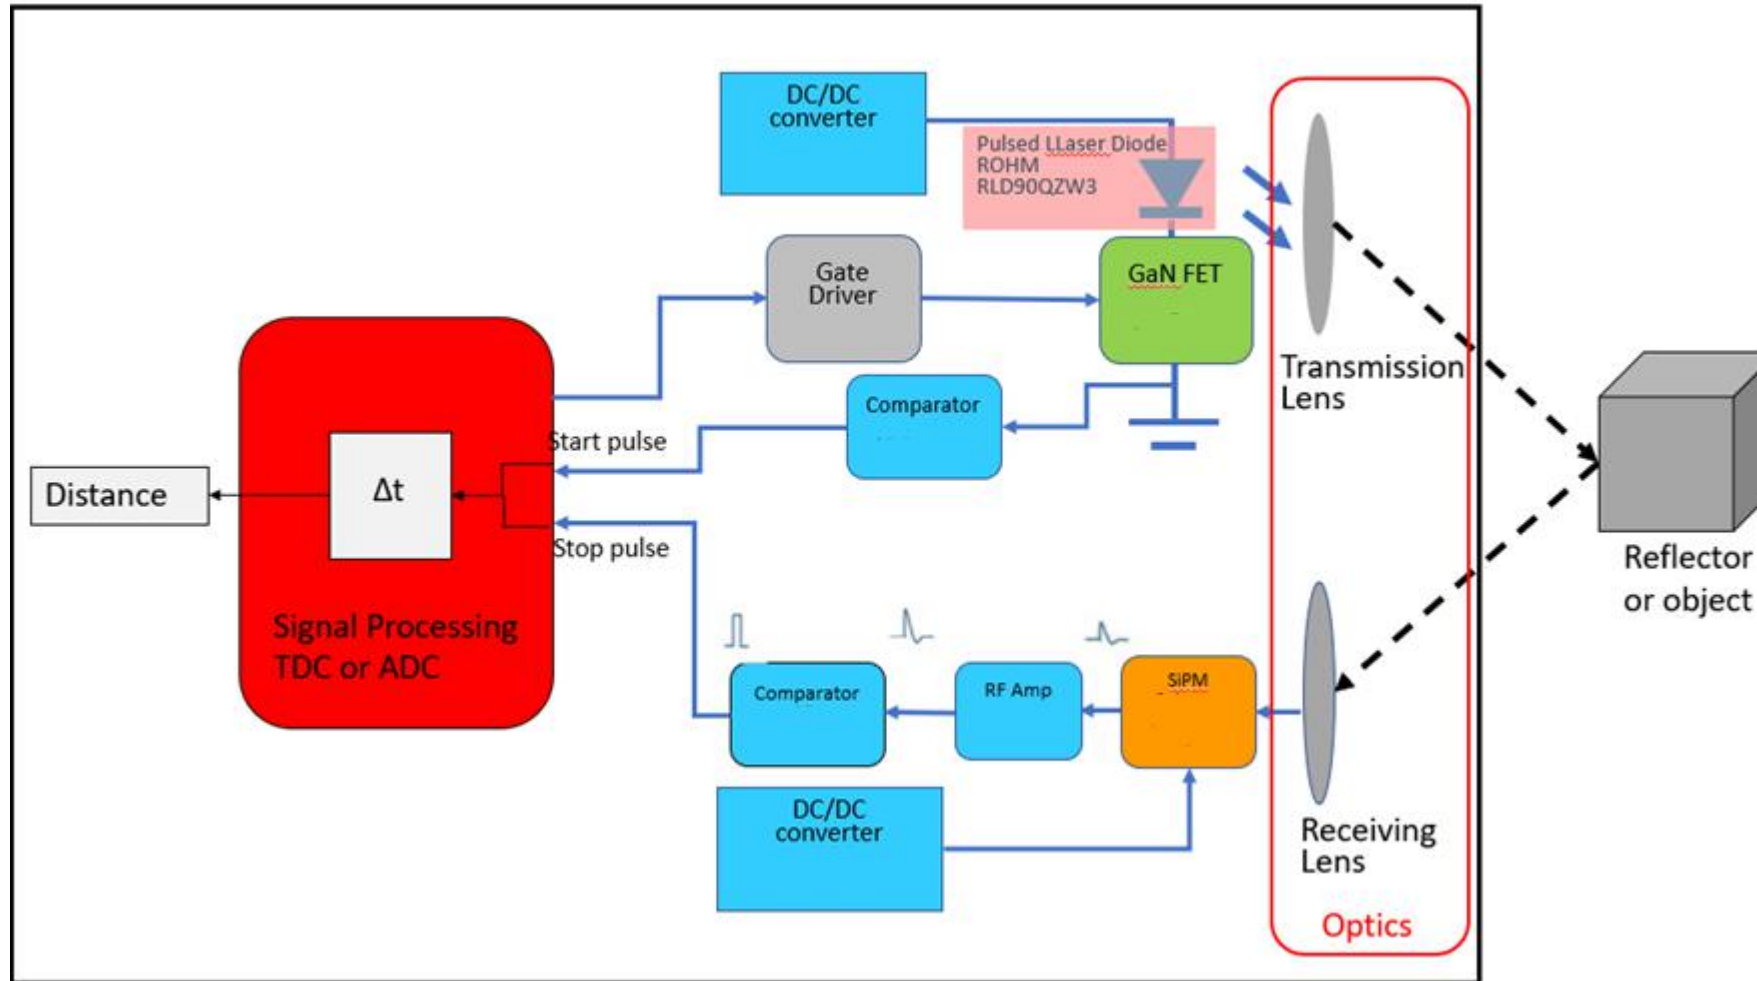 DC/DC
converter
Pulsed LLaser Diode
ROHM
RLD90QZW3
Gate
Driver
GaN FET
Transmission
Lens
Comparator
Start pulse
Distance
Δt
Stop pulse
Signal Processing
TDC or ADC
Reflector
or object
Comparator
RF Amp
SiPM
DC/DC
converter
Receiving
Lens
Optics